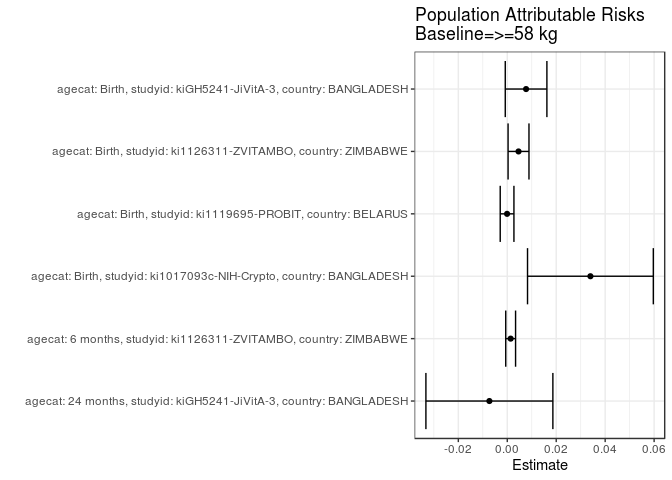 Population Attributable Risks
Baseline=>=58 kg
agecat: Birth, studyid: kiGH5241-JiVitA-3, country: BANGLADESH
agecat: Birth, studyid: ki1126311-ZVITAMBO, country: ZIMBABWE
agecat: Birth, studyid: ki1119695-PROBIT, country: BELARUS
agecat: Birth, studyid: ki1017093c-NIH-Crypto, country: BANGLADESH
agecat: 6 months, studyid: ki1126311-ZVITAMBO, country: ZIMBABWE
agecat: 24 months, studyid: kiGH5241-JiVitA-3, country: BANGLADESH
-0.02 0.00 0.02 0.04 0.06
Estimate